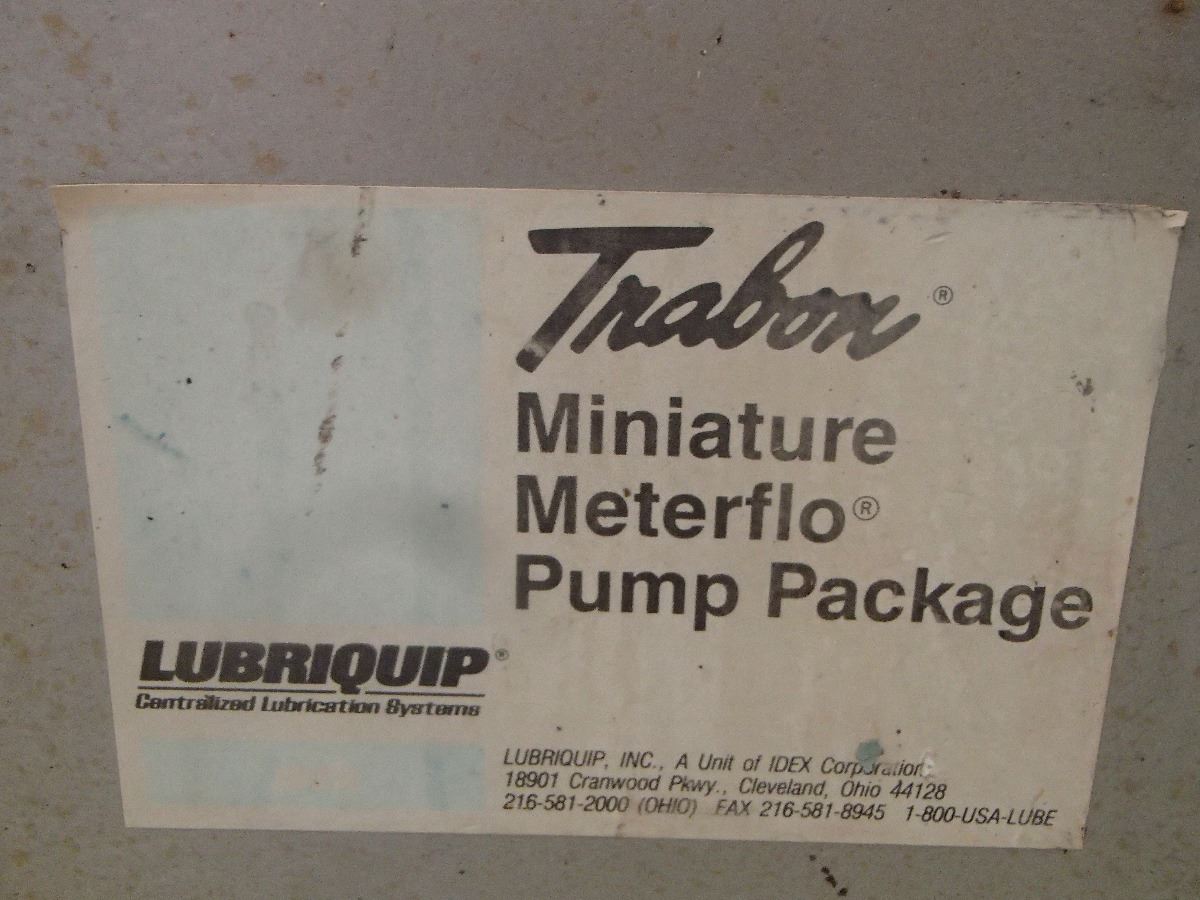 Trabon®
Miniature
Meterflo®
Pump Package
LUBRIQUIP®
Centralized Lubrication Systems
LUBRIQUIP, INC., A Unit of IDEX Corporation
18901 Cranwood Pkwy., Cleveland, Ohio 44128
216-581-2000 (OHIO) FAX 216-581-8945 1-800-USA-LUBE